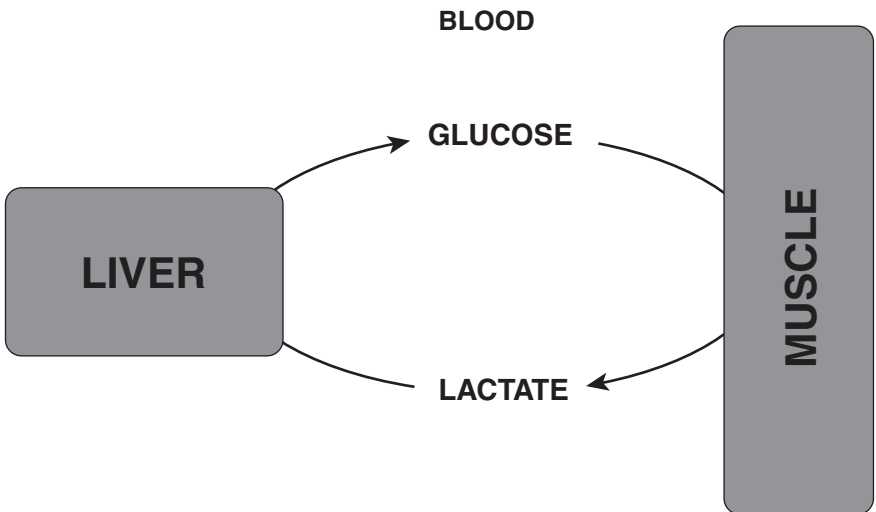 BLOOD
GLUCOSE
LIVER
MUSCLE
LACTATE